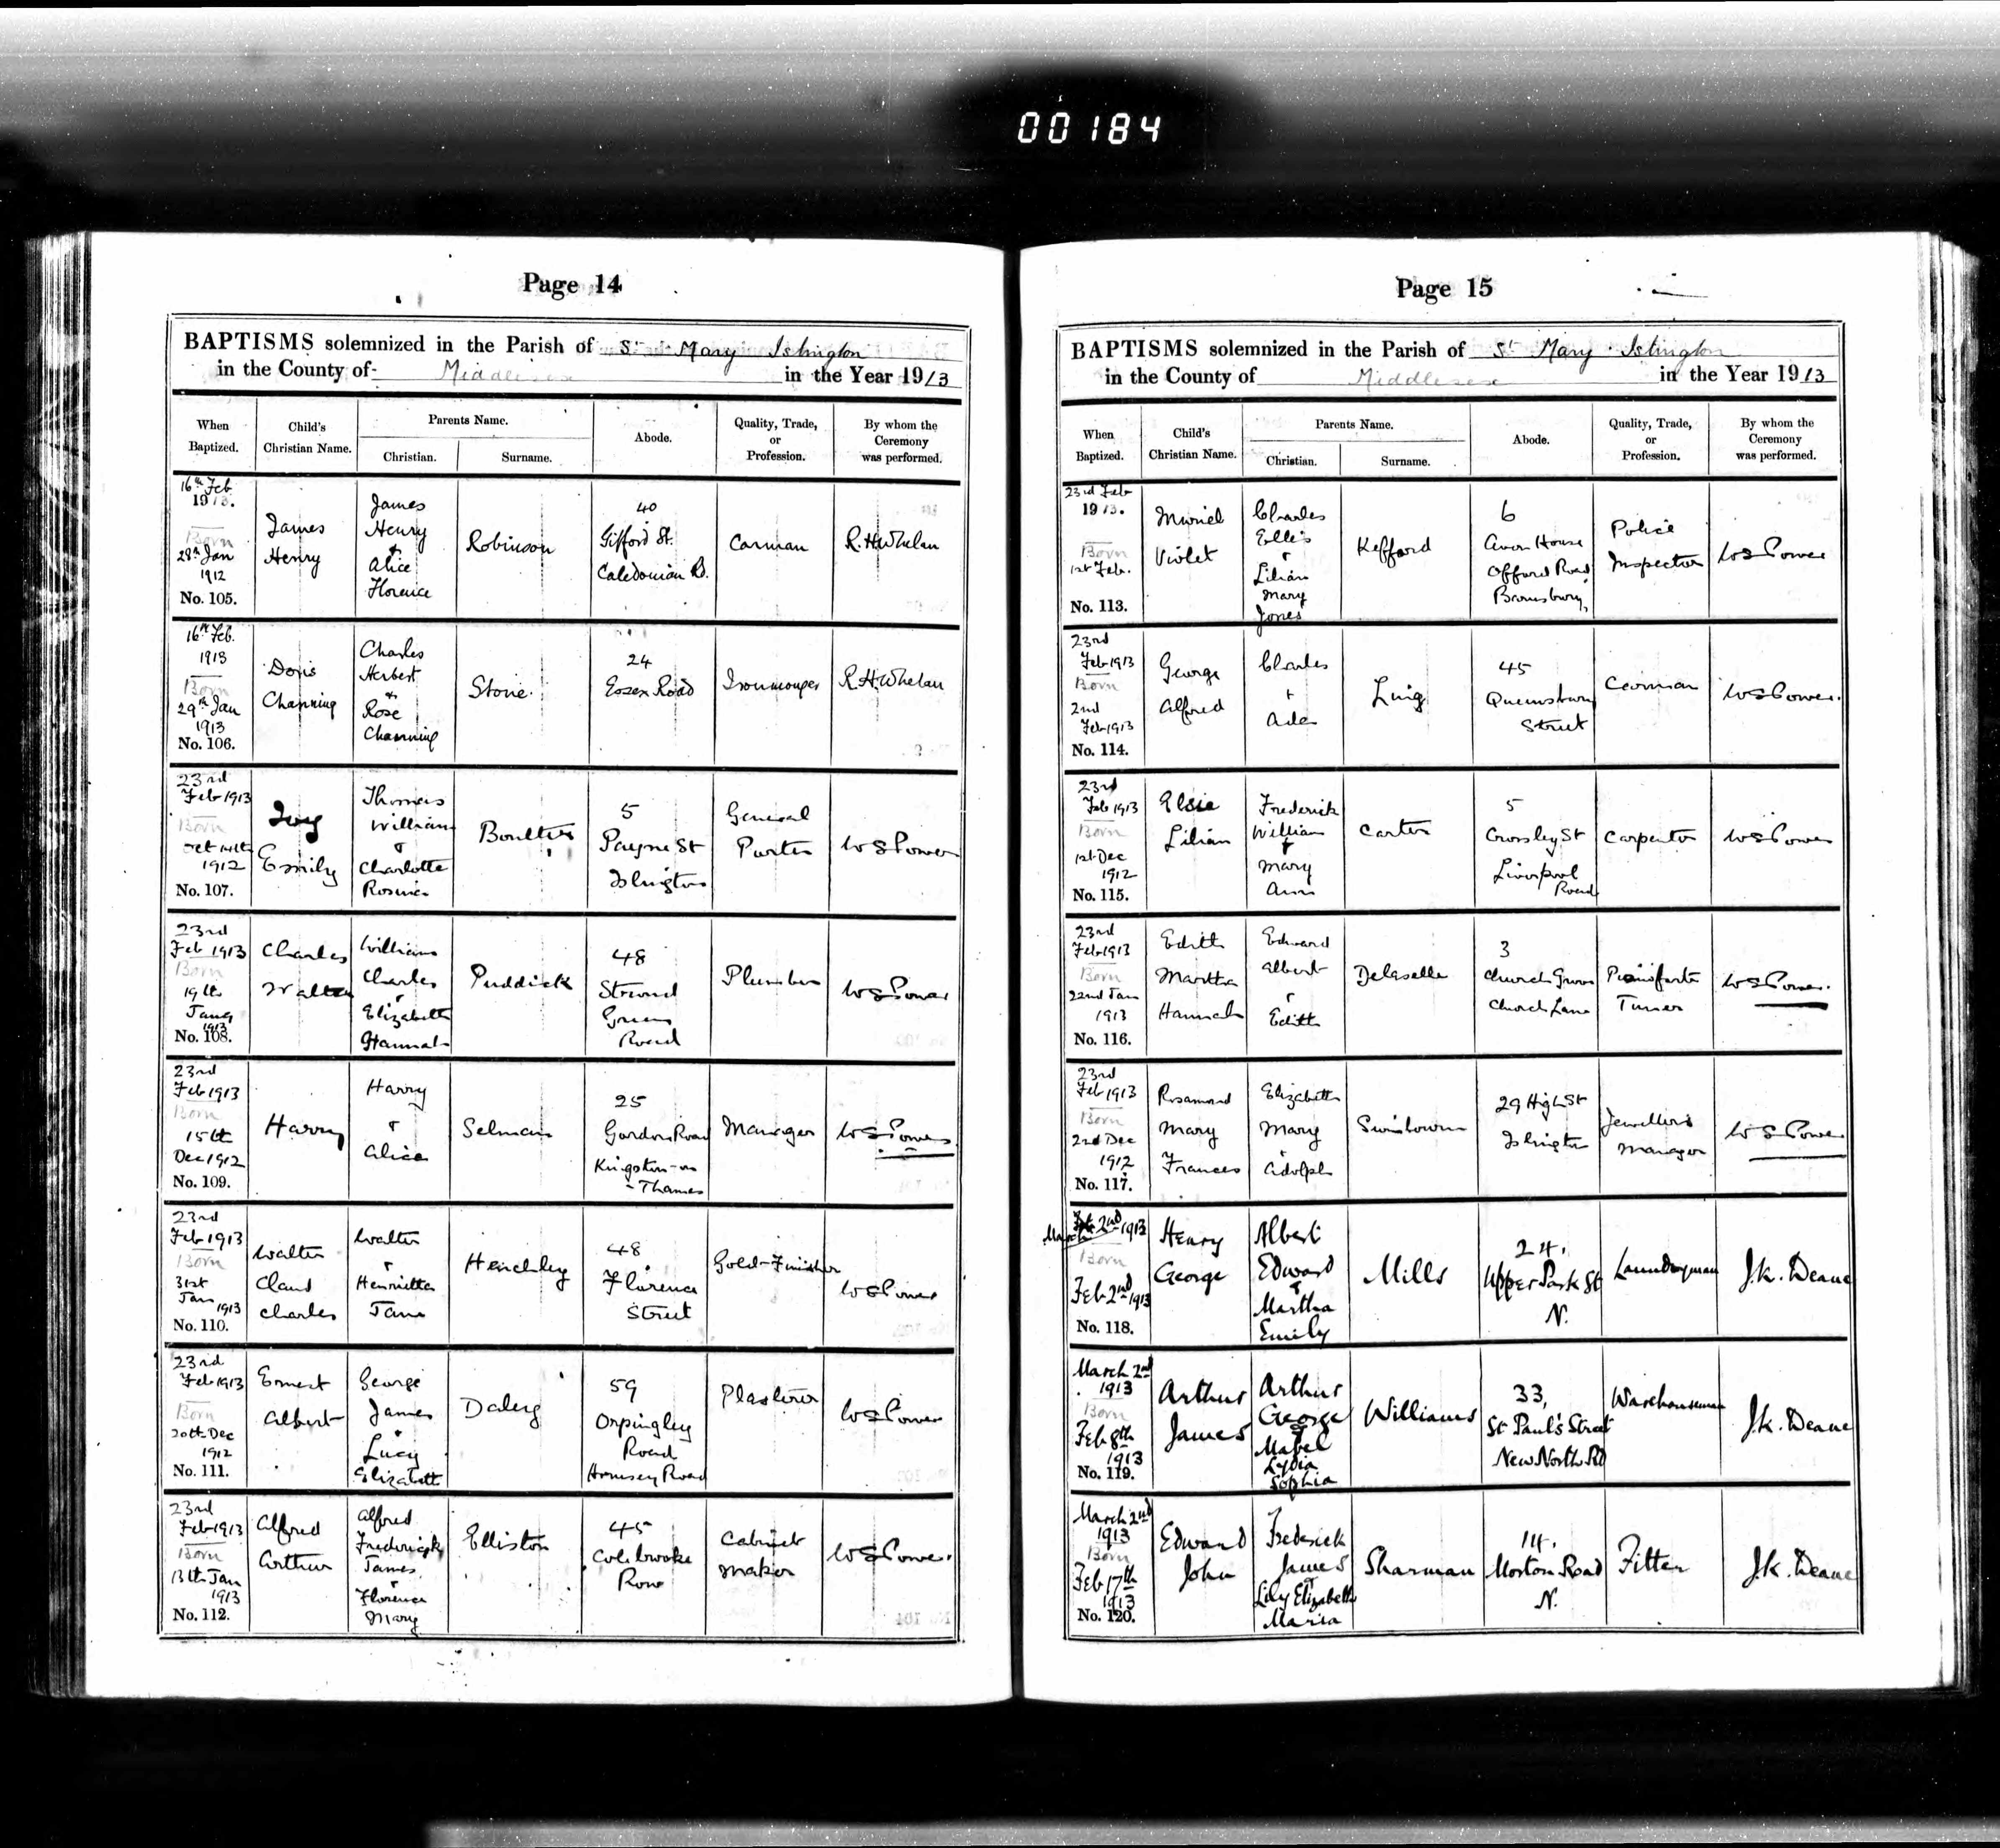 00184
Page 14
BAPTISMS solemnized in the Parish of St Mary Islington
in the County of Middlesex in the Year 1913
When Baptized.
Child's Christian Name.
Parents Name.
Christian.
Surname.
Abode.
Quality, Trade, or Profession.
By whom the Ceremony was performed.
16th Feb
1913.
Born
28th Jan
1912
No. 105.
James
Henry
James
Henry
+
Alice
Florence
Robinson
40
Gifford St.
Caledonian Rd.
Carman
R.H.Whelan
16th Feb.
1913
Born
29th Jan
1913
No. 106.
Doris
Channing
Charles
Herbert
+
Rose
Channing
Stone
24
Essex Road
Ironmonger
R.H.Whelan
23rd
Feb 1913
Born
Oct 14th
1912
No. 107.
Ivy
Emily
Thomas
William
+
Charlotte
Rosina
Boulter
5
Payne St
Islington
General
Porter
W S Power
23rd
Feb 1913
Born
19th
Jany
1913
No. 108.
Charles
Walter
William
Charles
+
Elizabeth
Hannah
Puddick
48
Stroud
Green
Road
Plumber
W S Power
23rd
Feb 1913
Born
15th
Dec 1912
No. 109.
Harry
Harry
+
Alice
Selman
25
Gordon Road
Kingston-on
-Thames
Manager
W S Power
23rd
Feb 1913
Born
31st
Jan 1913
No. 110.
Walter
Claud
Charles
Walter
+
Henrietta
Jane
Henchley
48
Florence
Street
Gold-Finisher
W S Power
23rd
Feb 1913
Born
20th Dec
1912
No. 111.
Ernest
Albert
George
James
+
Lucy
Elizabeth
Daley
59
Orpingley
Road
Hornsey Road
Plasterer
W S Power
23rd
Feb 1913
Born
13th Jan
1913
No. 112.
Alfred
Arthur
Alfred
Frederick
James
+
Florence
Mary
Elliston
45
Colebrooke
Row
Cabinet
Maker
W S Power
Page 15
BAPTISMS solemnized in the Parish of St Mary Islington
in the County of Middlesex in the Year 1913
When Baptized.
Child's Christian Name.
Parents Name.
Christian.
Surname.
Abode.
Quality, Trade, or Profession.
By whom the Ceremony was performed.
23rd Feb
1913.
Born
1st Feb.
No. 113.
Muriel
Violet
Charles
Ellis
+
Lilian
Mary
Jones
Kefford
6
Avon House
Offord Road
Barnsbury
Police
Inspector
W S Power
23rd
Feb 1913
Born
2nd
Feb 1913
No. 114.
George
Alfred
Charles
+
Ada
45
Queensbury
Street
Carman
W S Power.
23rd
Feb 1913
Born
1st Dec
1912
No. 115.
Elsie
Lilian
Frederick
William
+
Mary
Ann
Carter
5
St
Liverpool
Road
Carpenter
W S Power
23rd
Feb 1913
Born
22nd Jan
1913
No. 116.
Edith
Martha
Hannah
Edward
Albert
+
Edith
Delaselle
3
Church Grove
Church Lane
Pianoforte
Tuner
W S Power.
23rd
Feb 1913
Born
2nd Dec
1912
No. 117.
Rosamond
Mary
Frances
Elizabeth
Mary
+
Adolph
29 High St
Islington
Jewellers
Manager
W S Power
March 2nd 1913
Born
Feb 2nd 1913
No. 118.
Henry
George
Albert
Edward
+
Martha
Emily
Mills
24,
Upper Park St
N.
Laundryman
J.K. Deane
March 2nd
1913
Born
Feb 8th
1913
No. 119.
Arthur
James
Arthur
George
+
Mabel
Lydia
Sophia
Williams
33,
St Paul's Street
New North Rd
Warehouseman
J.K. Deane
March 2nd
1913
Born
Feb 17th
1913
No. 120.
Edward
John
Frederick
James
+
Lily Elizabeth
Maria
Sharman
14.
Morton Road
N.
Fitter
J.K. Deane